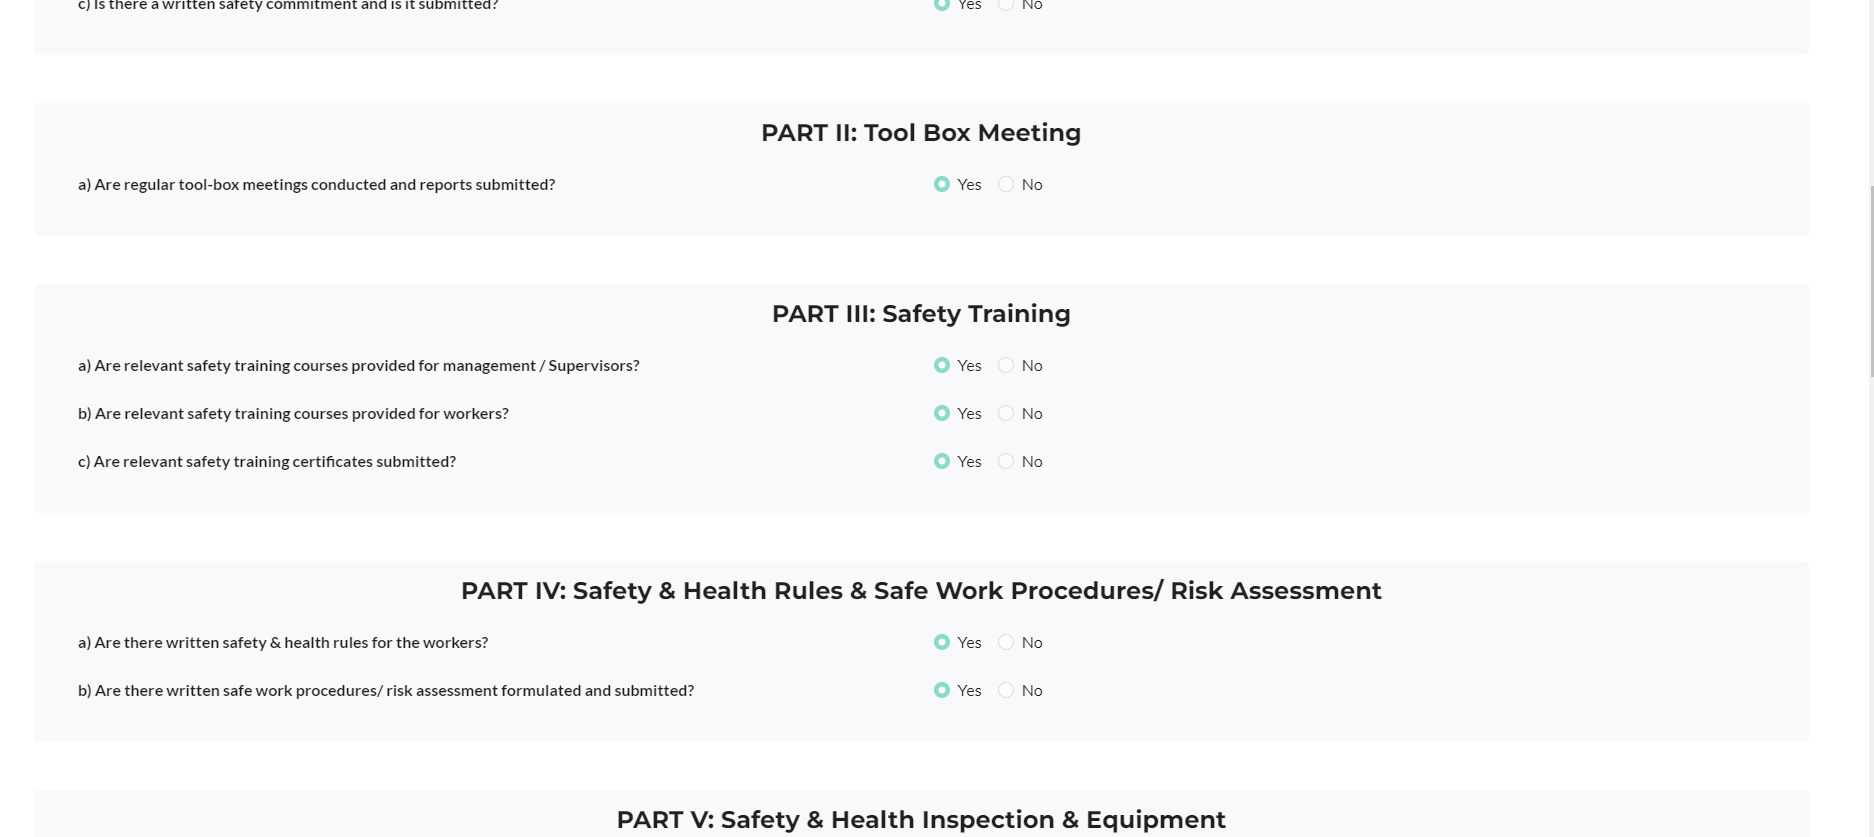 c) Is there a written safety commitment and is it submitted? Yes No
PART II: Tool Box Meeting
a) Are regular tool-box meetings conducted and reports submitted? Yes No
PART III: Safety Training
a) Are relevant safety training courses provided for management / Supervisors? Yes No
b) Are relevant safety training courses provided for workers? Yes No
c) Are relevant safety training certificates submitted? Yes No
PART IV: Safety & Health Rules & Safe Work Procedures/ Risk Assessment
a) Are there written safety & health rules for the workers? Yes No
b) Are there written safe work procedures/ risk assessment formulated and submitted? Yes No
PART V: Safety & Health Inspection & Equipment